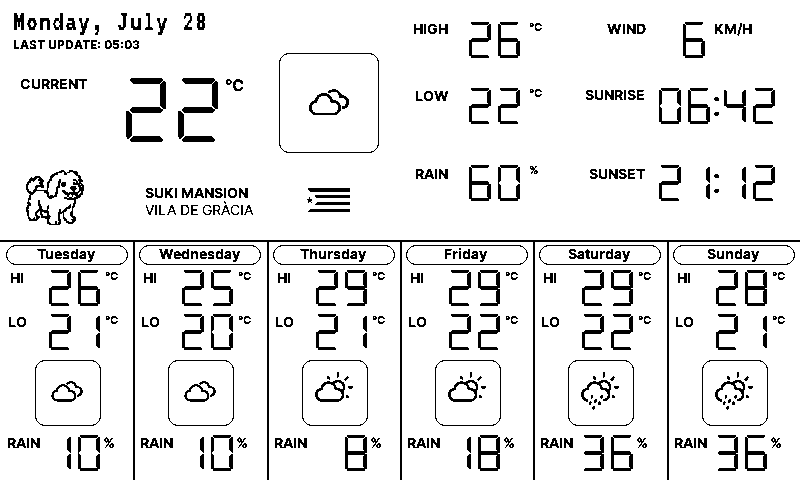 Monday, July 28
LAST UPDATE: 05:03
CURRENT 22 °C
SUKI MANSION
VILA DE GRÀCIA
HIGH 26 °C
LOW 22 °C
RAIN 60 %
WIND 6 KM/H
SUNRISE 06:42
SUNSET 21:12
Tuesday
HI 26 °C
LO 21 °C
RAIN 10 %
Wednesday
HI 25 °C
LO 20 °C
RAIN 10 %
Thursday
HI 29 °C
LO 21 °C
RAIN 8 %
Friday
HI 29 °C
LO 22 °C
RAIN 18 %
Saturday
HI 29 °C
LO 22 °C
RAIN 36 %
Sunday
HI 28 °C
LO 21 °C
RAIN 36 %